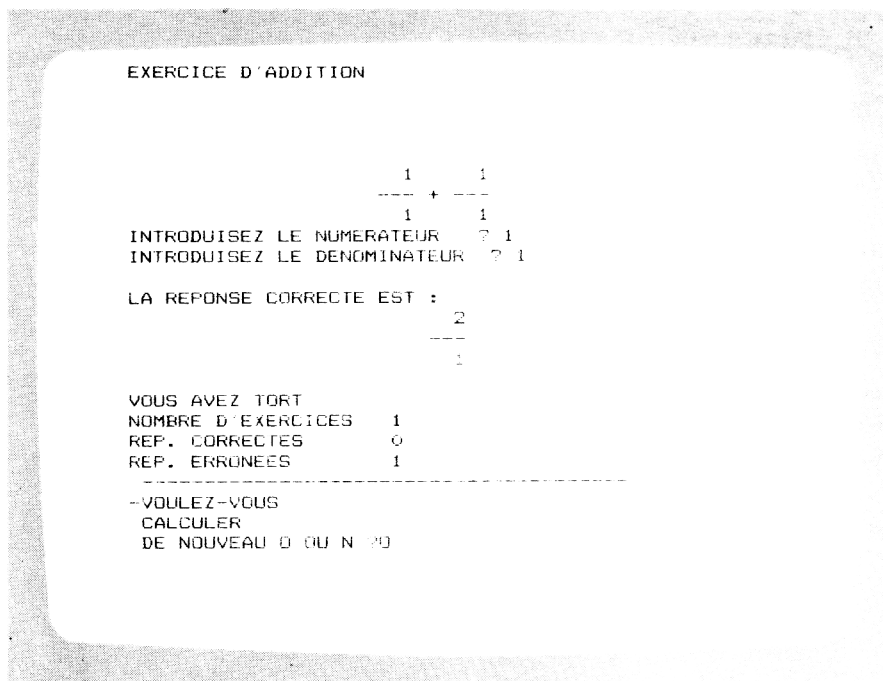 EXERCICE D'ADDITION
1 1
--- + ---
1 1
INTRODUISEZ LE NUMERATEUR ? 1
INTRODUISEZ LE DENOMINATEUR ? 1
LA REPONSE CORRECTE EST :
2
---
1
VOUS AVEZ TORT
NOMBRE D'EXERCICES 1
REP. CORRECTES 0
REP. ERRONEES 1
-----------------------------------------
-VOULEZ-VOUS
CALCULER
DE NOUVEAU O OU N ?O